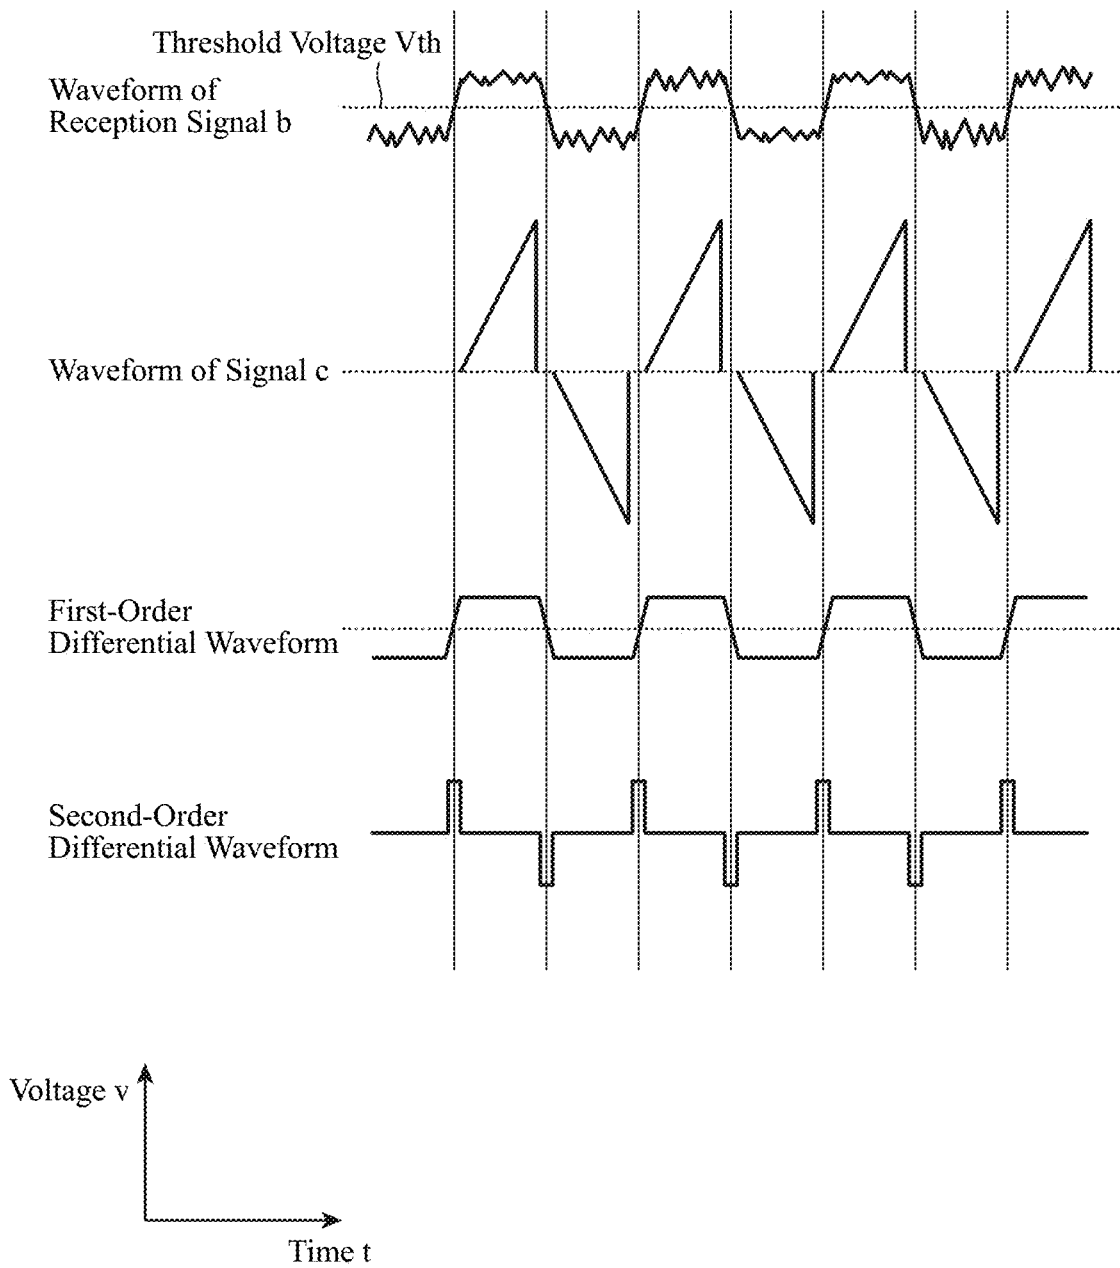 Threshold Voltage Vth
Waveform of
Reception Signal b
Waveform of Signal c
First-Order
Differential Waveform
Second-Order
Differential Waveform
Voltage v
Time t